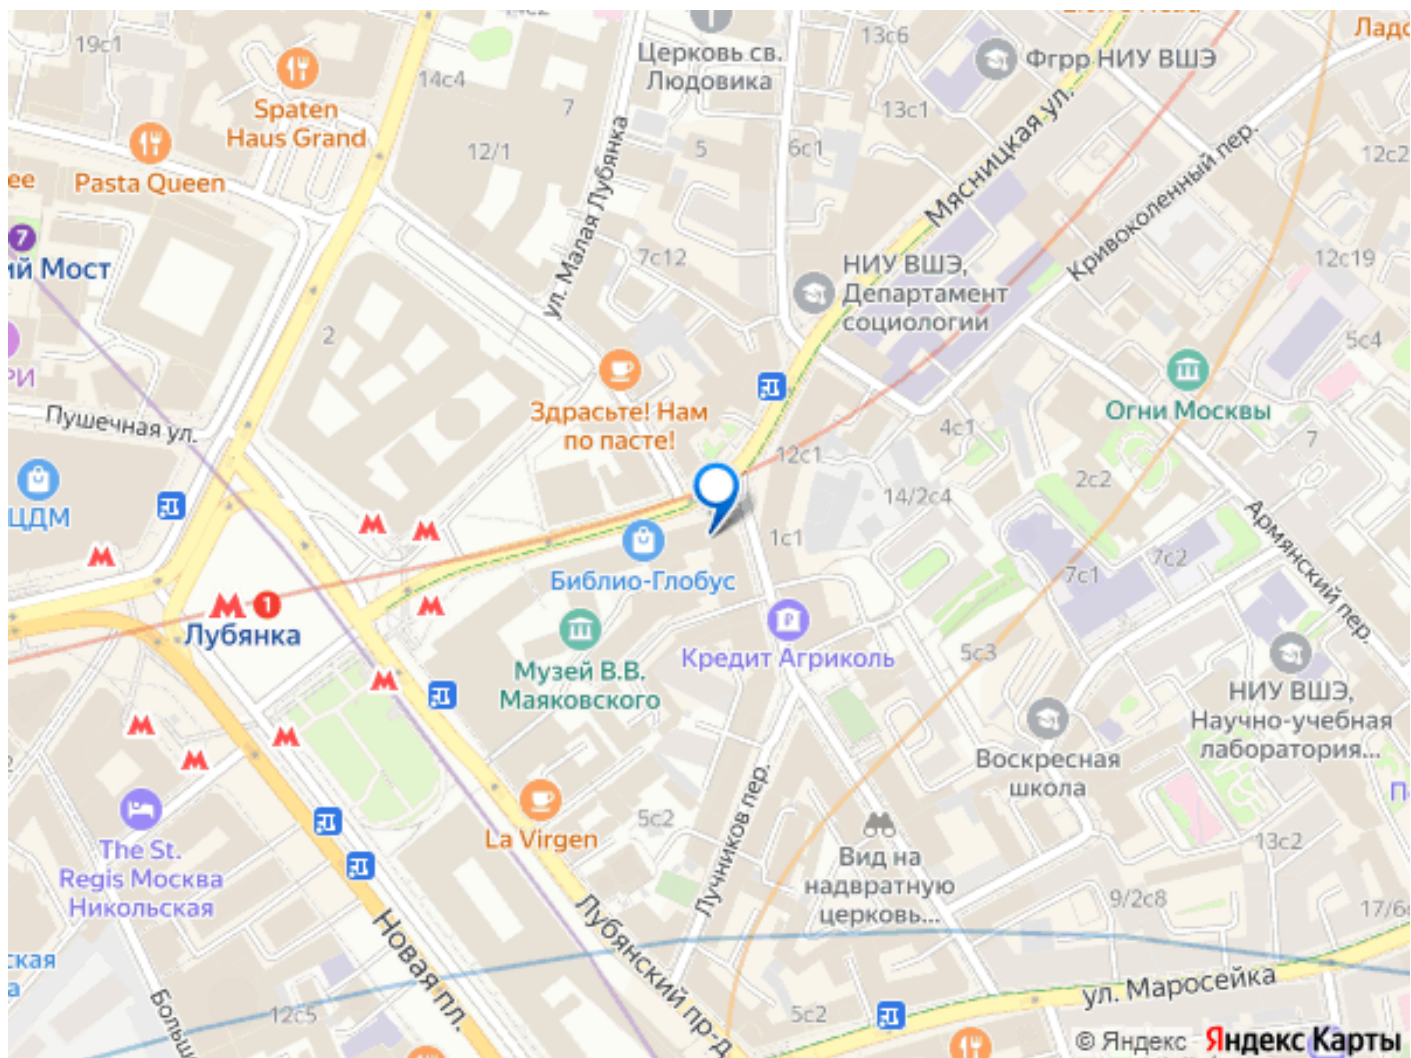 14с2
19с1
Церковь св.
Людовика
13с6
Фгрр НИУ ВШЭ
14с4
Spaten
Haus Grand
7
13с1
Мясницкая ул.
12/1
5
6с1
Кривоколенный пер.
12с2
Pasta Queen
ул. Малая Лубянка
7
ий Мост
7с12
НИУ ВШЭ,
Департамент
социологии
12с19
2
5с4
РИ
Пушечная ул.
Здрасьте! Нам
по пасте!
Огни Москвы
4с1
7
12с1
2с2
ЦДМ
14/2с4
Армянский пер.
1с1
7с2
Библио-Глобус
7с1
1
Лубянка
Музей В.В.
Маяковского
Кредит Агриколь
5с3
НИУ ВШЭ,
Научно-учебная
лаборатория...
Воскресная
школа
Лучников пер.
La Virgen
5с2
13с2
The St.
Regis Москва
Никольская
Вид на
надвратную
церковь...
9/2с8
Новая пл.
Лубянский пр-д
ская
а
12с5
5с2
ул. Маросейка
© Яндекс Яндекс Карты